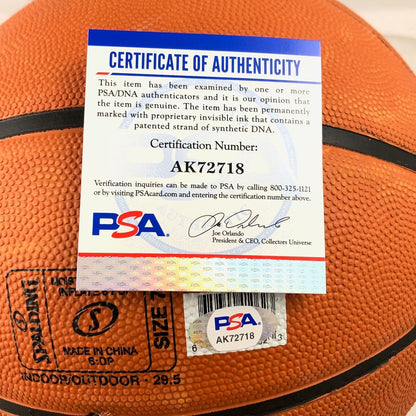 CERTIFICATE OF AUTHENTICITY
This item has been examined by one or more
PSA/DNA authenticators and it is our opinion that
the item is genuine. The item has been permanently
marked with proprietary invisible ink that contains a
patented strand of synthetic DNA.
Certification Number:
AK72718
Verification inquiries can be made to PSA by calling 800-325-1121
or by visiting PSAcard.com and entering the certification number above.
PSA
Joe Orlando
President & CEO, Collectors Universe
SPALDING
S
MADE IN CHINA
SIZE 7
INDOOR/OUTDOOR • 29.5
PSA
AK72718
6
3